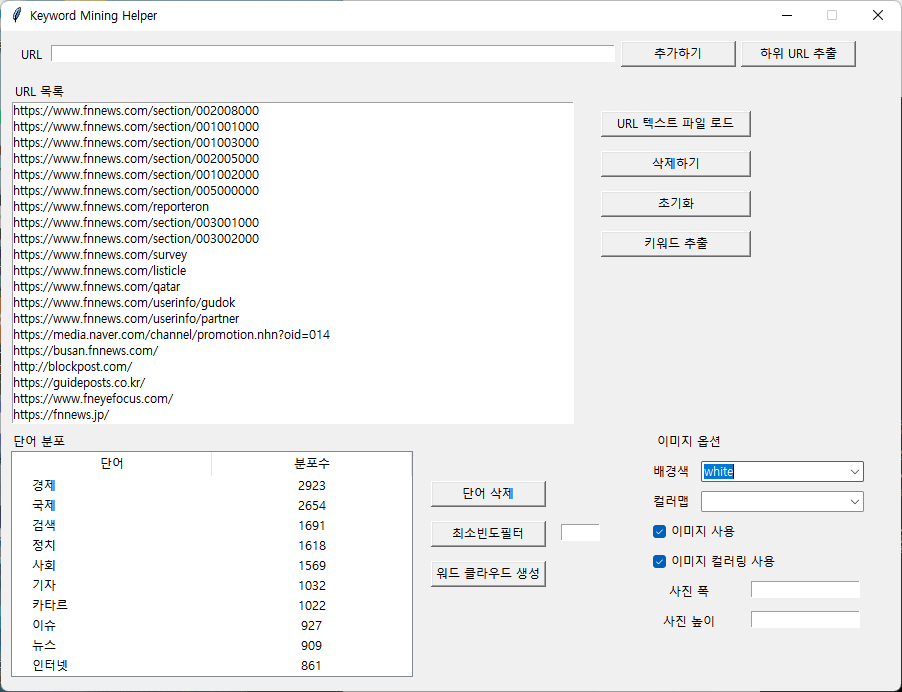 Keyword Mining Helper
URL 추가하기 하위 URL 추출
URL 목록
https://www.fnnews.com/section/002008000
https://www.fnnews.com/section/001001000
https://www.fnnews.com/section/001003000
https://www.fnnews.com/section/002005000
https://www.fnnews.com/section/001002000
https://www.fnnews.com/section/005000000
https://www.fnnews.com/reporteron
https://www.fnnews.com/section/003001000
https://www.fnnews.com/section/003002000
https://www.fnnews.com/survey
https://www.fnnews.com/listicle
https://www.fnnews.com/qatar
https://www.fnnews.com/userinfo/gudok
https://www.fnnews.com/userinfo/partner
https://media.naver.com/channel/promotion.nhn?oid=014
https://busan.fnnews.com/
http://blockpost.com/
https://guideposts.co.kr/
https://www.fneyefocus.com/
https://fnnews.jp/
URL 텍스트 파일 로드
삭제하기
초기화
키워드 추출
단어 분포
단어 분포수
경제 2923
국제 2654
검색 1691
정치 1618
사회 1569
기자 1032
카타르 1022
이슈 927
뉴스 909
인터넷 861
단어 삭제
최소빈도필터
워드 클라우드 생성
이미지 옵션
배경색 white
컬러맵
이미지 사용
이미지 컬러링 사용
사진 폭
사진 높이